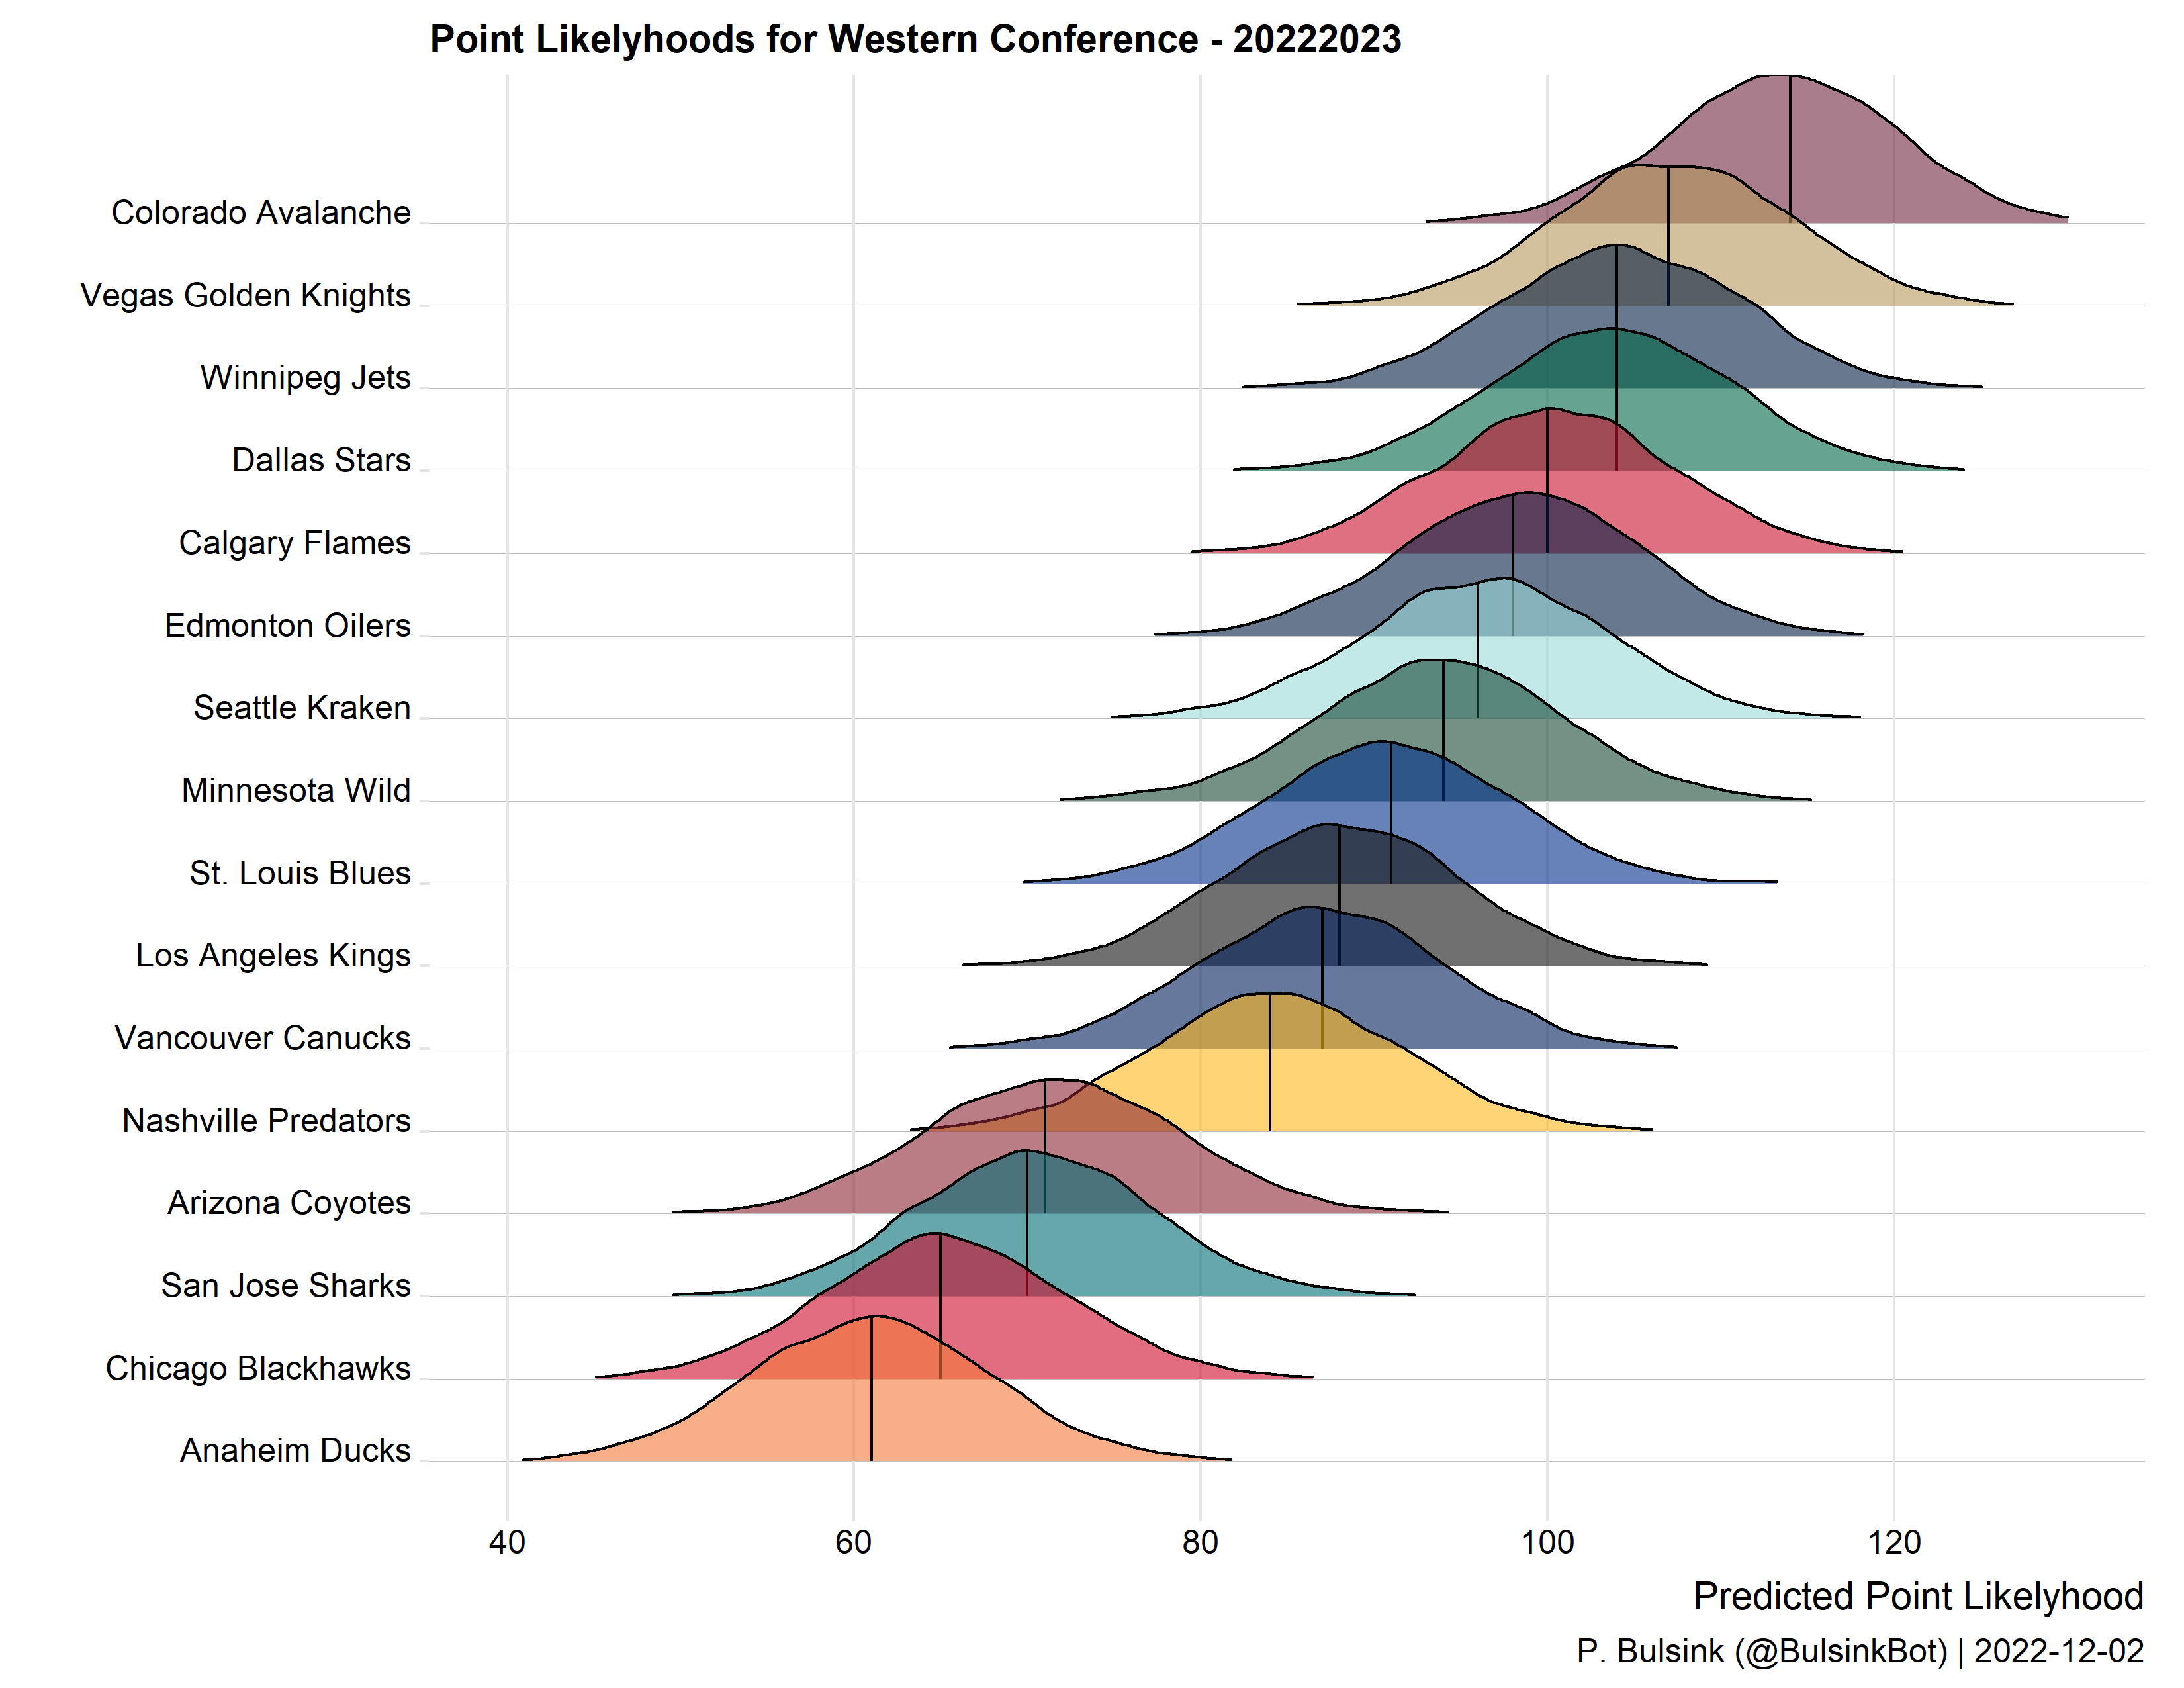 Point Likelyhoods for Western Conference - 20222023
Colorado Avalanche
Vegas Golden Knights
Winnipeg Jets
Dallas Stars
Calgary Flames
Edmonton Oilers
Seattle Kraken
Minnesota Wild
St. Louis Blues
Los Angeles Kings
Vancouver Canucks
Nashville Predators
Arizona Coyotes
San Jose Sharks
Chicago Blackhawks
Anaheim Ducks
40 60 80 100 120
Predicted Point Likelyhood
P. Bulsink (@BulsinkBot) | 2022-12-02